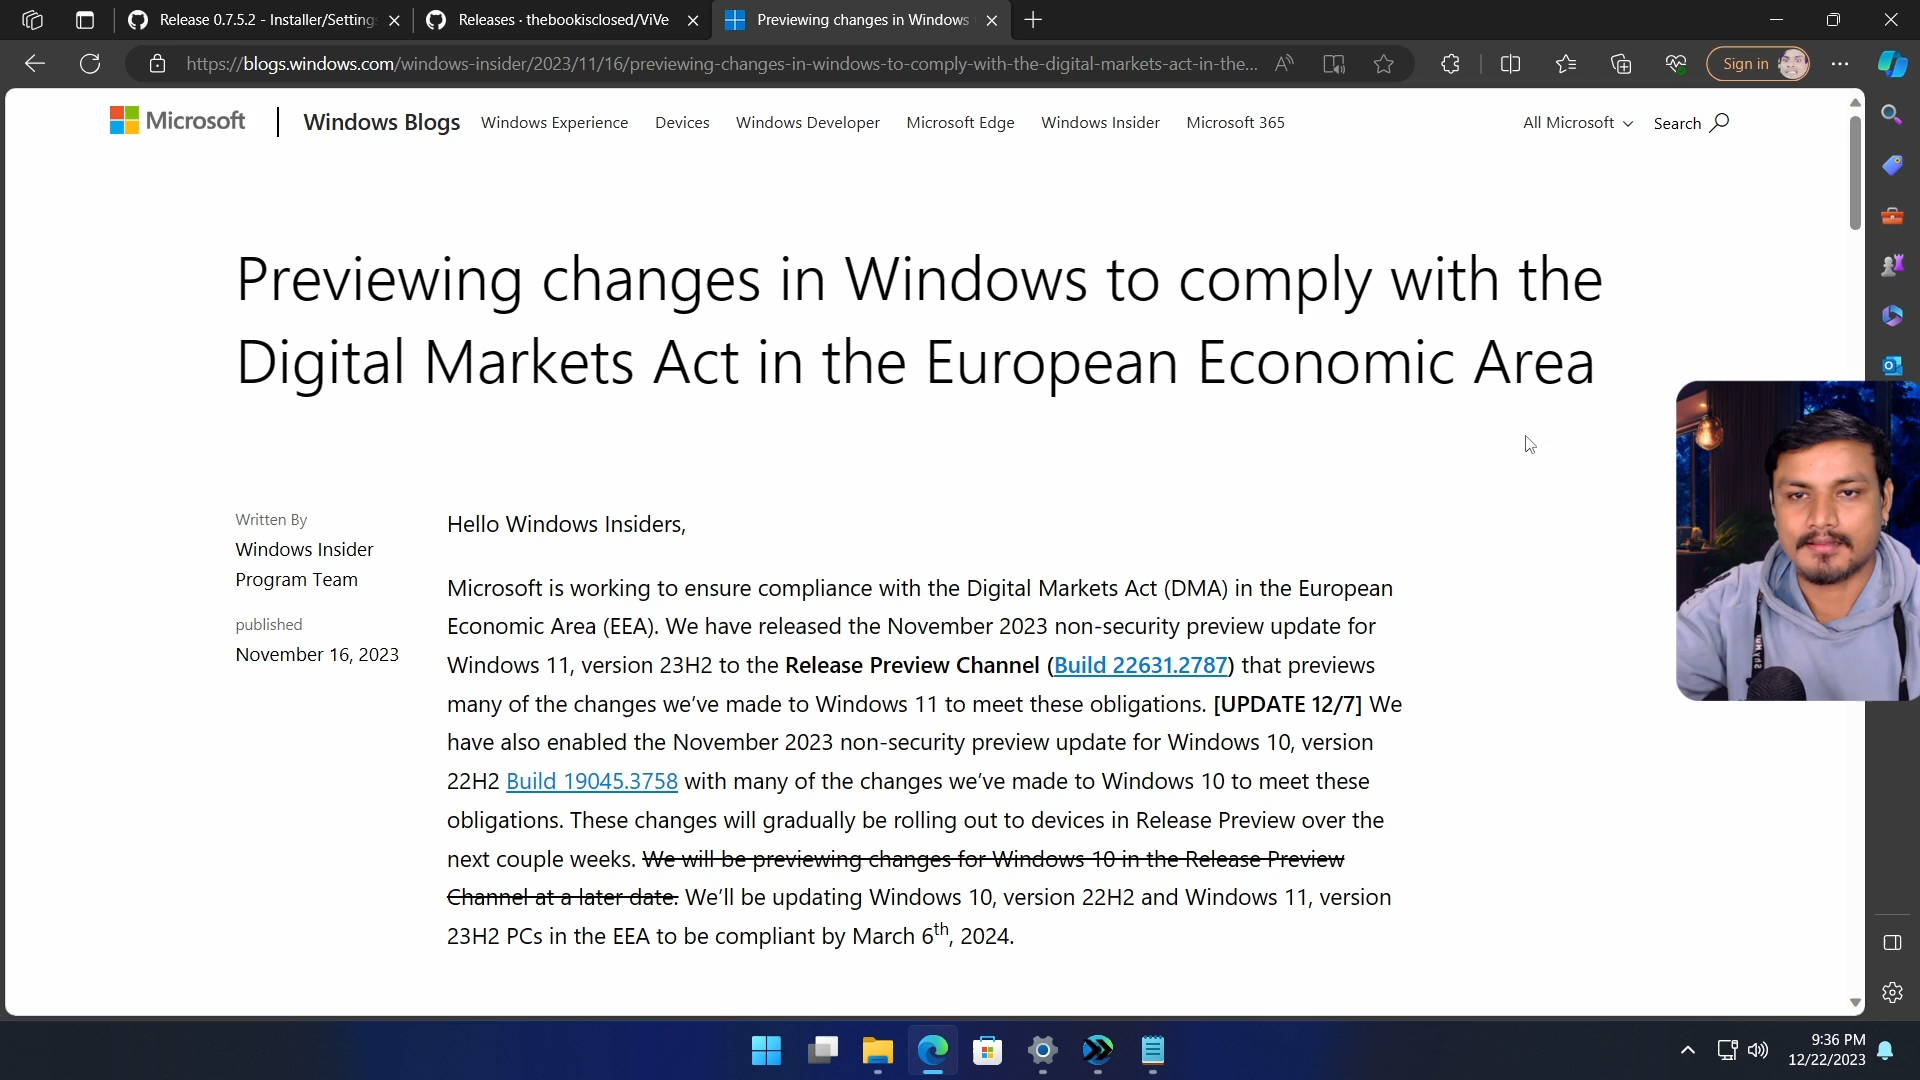 Release 0.7.5.2 - Installer/Setting
Releases · thebookisclosed/ViVe
Previewing changes in Windows
https://blogs.windows.com/windows-insider/2023/11/16/previewing-changes-in-windows-to-comply-with-the-digital-markets-act-in-the...
Sign in
Microsoft
Windows Blogs
Windows Experience
Devices
Windows Developer
Microsoft Edge
Windows Insider
Microsoft 365
All Microsoft
Search
Previewing changes in Windows to comply with the
Digital Markets Act in the European Economic Area
Written By
Windows Insider
Program Team
published
November 16, 2023
Hello Windows Insiders,
Microsoft is working to ensure compliance with the Digital Markets Act (DMA) in the European
Economic Area (EEA). We have released the November 2023 non-security preview update for
Windows 11, version 23H2 to the Release Preview Channel (Build 22631.2787) that previews
many of the changes we’ve made to Windows 11 to meet these obligations. [UPDATE 12/7] We
have also enabled the November 2023 non-security preview update for Windows 10, version
22H2 Build 19045.3758 with many of the changes we’ve made to Windows 10 to meet these
obligations. These changes will gradually be rolling out to devices in Release Preview over the
next couple weeks. We will be previewing changes for Windows 10 in the Release Preview
Channel at a later date. We’ll be updating Windows 10, version 22H2 and Windows 11, version
23H2 PCs in the EEA to be compliant by March 6th, 2024.
9:36 PM
12/22/2023